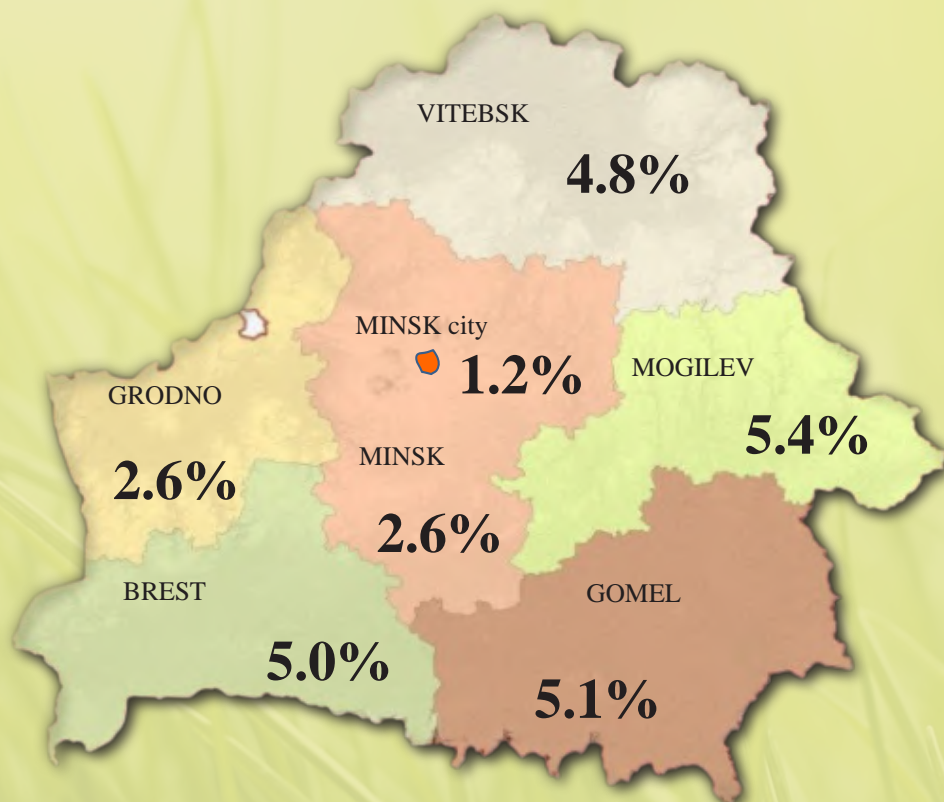 VITEBSK
4.8%
MINSK city
1.2%
MOGILEV
5.4%
GRODNO
2.6%
MINSK
2.6%
BREST
5.0%
GOMEL
5.1%